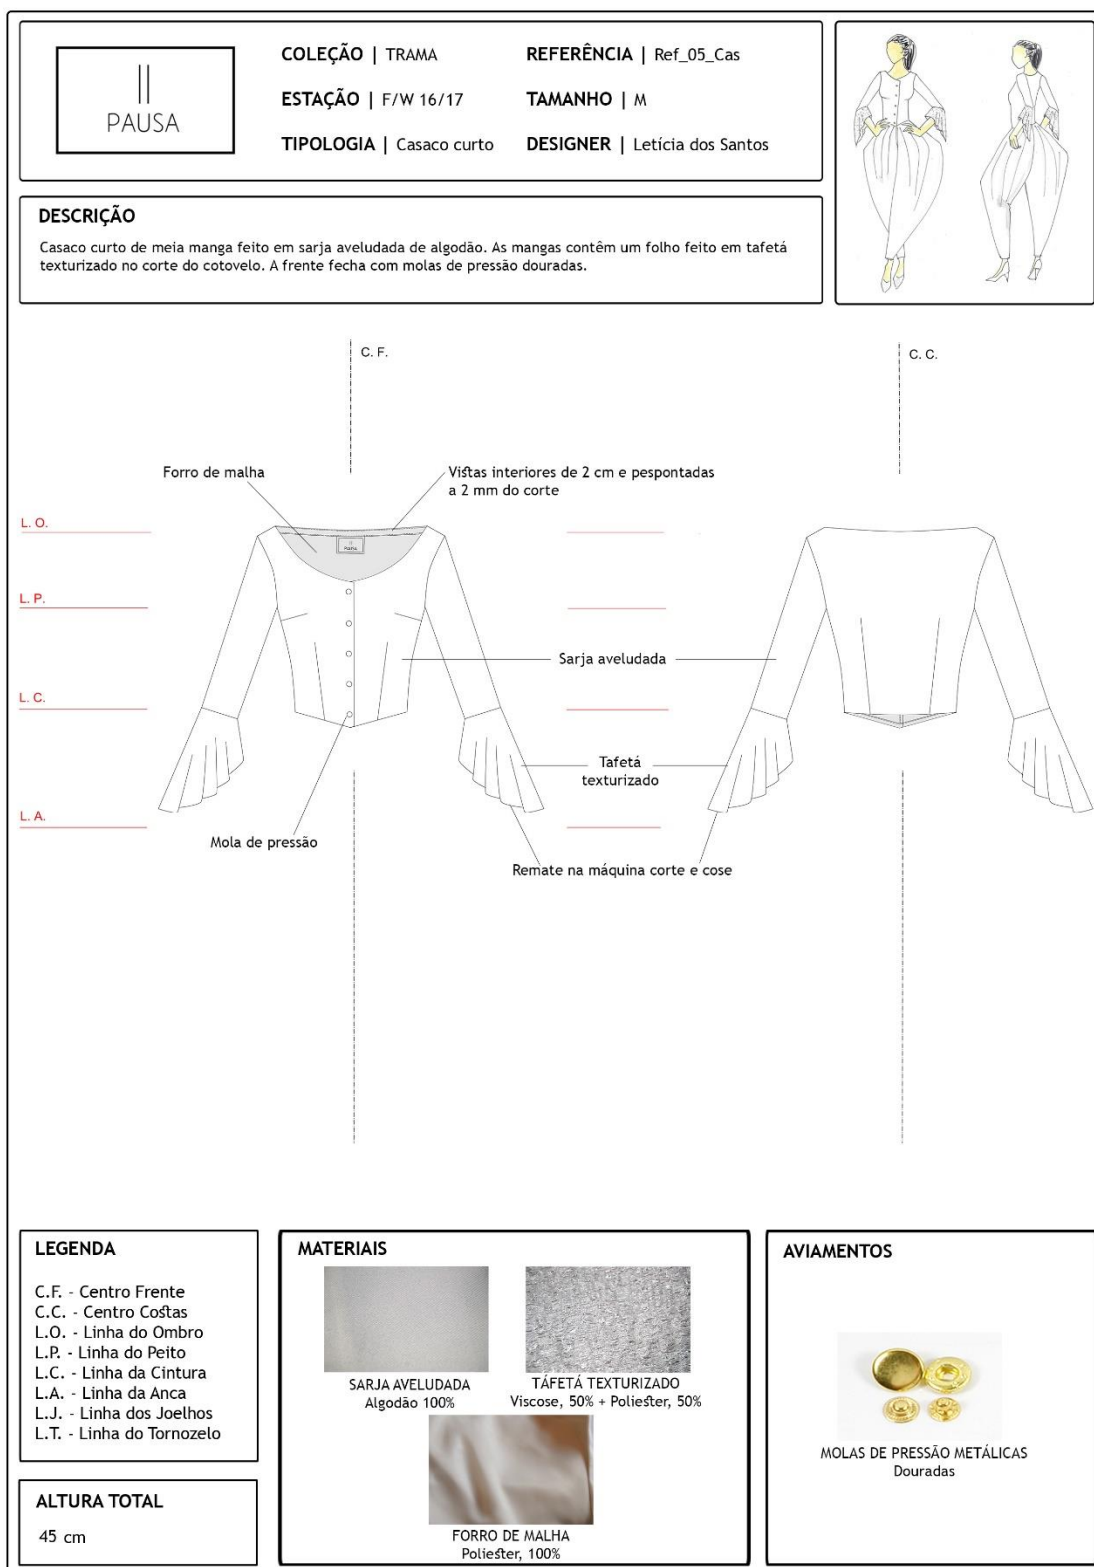 PAUSA
COLEÇÃO | TRAMA
REFERÊNCIA | Ref_05_Cas
ESTAÇÃO | F/W 16/17
TAMANHO | M
TIPOLOGIA | Casaco curto
DESIGNER | Letícia dos Santos
DESCRIÇÃO
Casaco curto de meia manga feito em sarja aveludada de algodão. As mangas contêm um folho feito em tafetá
texturizado no corte do cotovelo. A frente fecha com molas de pressão douradas.
C. F.
C. C.
Forro de malha
Vistas interiores de 2 cm e pespontadas
a 2 mm do corte
L. O.
PAUSA
L. P.
Sarja aveludada
L. C.
Tafetá
texturizado
L. A.
Mola de pressão
Remate na máquina corte e cose
LEGENDA
C.F. - Centro Frente
C.C. - Centro Costas
L.O. - Linha do Ombro
L.P. - Linha do Peito
L.C. - Linha da Cintura
L.A. - Linha da Anca
L.J. - Linha dos Joelhos
L.T. - Linha do Tornozelo
ALTURA TOTAL
45 cm
MATERIAIS
SARJA AVELUDADA
Algodão 100%
TÁFETÁ TEXTURIZADO
Viscose, 50% + Poliester, 50%
FORRO DE MALHA
Poliester, 100%
AVIAMENTOS
MOLAS DE PRESSÃO METÁLICAS
Douradas